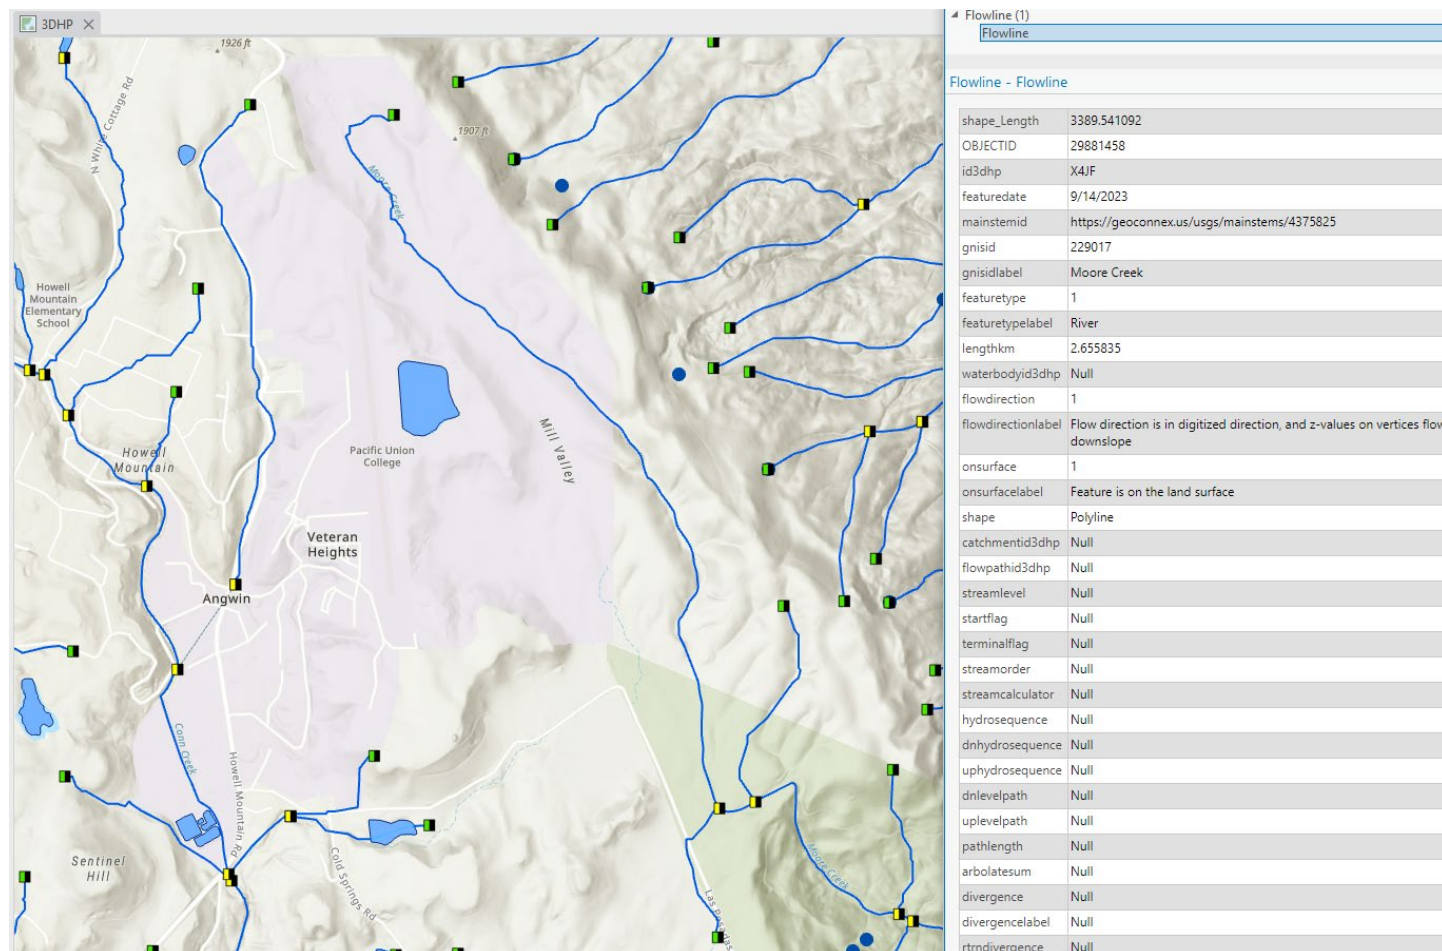 3DHP
1926 ft
N White Cottage Rd
1907 ft
Moore Creek
Howell
Mountain
Elementary
School
Howell
Mountain
Pacific Union
College
Mill Valley
Veteran
Heights
Angwin
Conn Creek
Howell Mountain Rd
Sentinel
Hill
Cold Springs Rd
Moore Creek
Las Posadas
Flowline (1)
Flowline
Flowline - Flowline
shape_Length 3389.541092
OBJECTID 29881458
id3dhp X4JF
featuredate 9/14/2023
mainstemid https://geoconnex.us/usgs/mainstems/4375825
gnisid 229017
gnisidlabel Moore Creek
featuretype 1
featuretypelabel River
lengthkm 2.655835
waterbodyid3dhp Null
flowdirection 1
flowdirectionlabel Flow direction is in digitized direction, and z-values on vertices flow
downslope
onsurface 1
onsurfacelabel Feature is on the land surface
shape Polyline
catchmentid3dhp Null
flowpathid3dhp Null
streamlevel Null
startflag Null
terminalflag Null
streamorder Null
streamcalculator Null
hydrosequence Null
dnhydrosequence Null
uphydrosequence Null
dnlevelpath Null
uplevelpath Null
pathlength Null
arbolatesum Null
divergence Null
divergencelabel Null
rtrndivergence Null